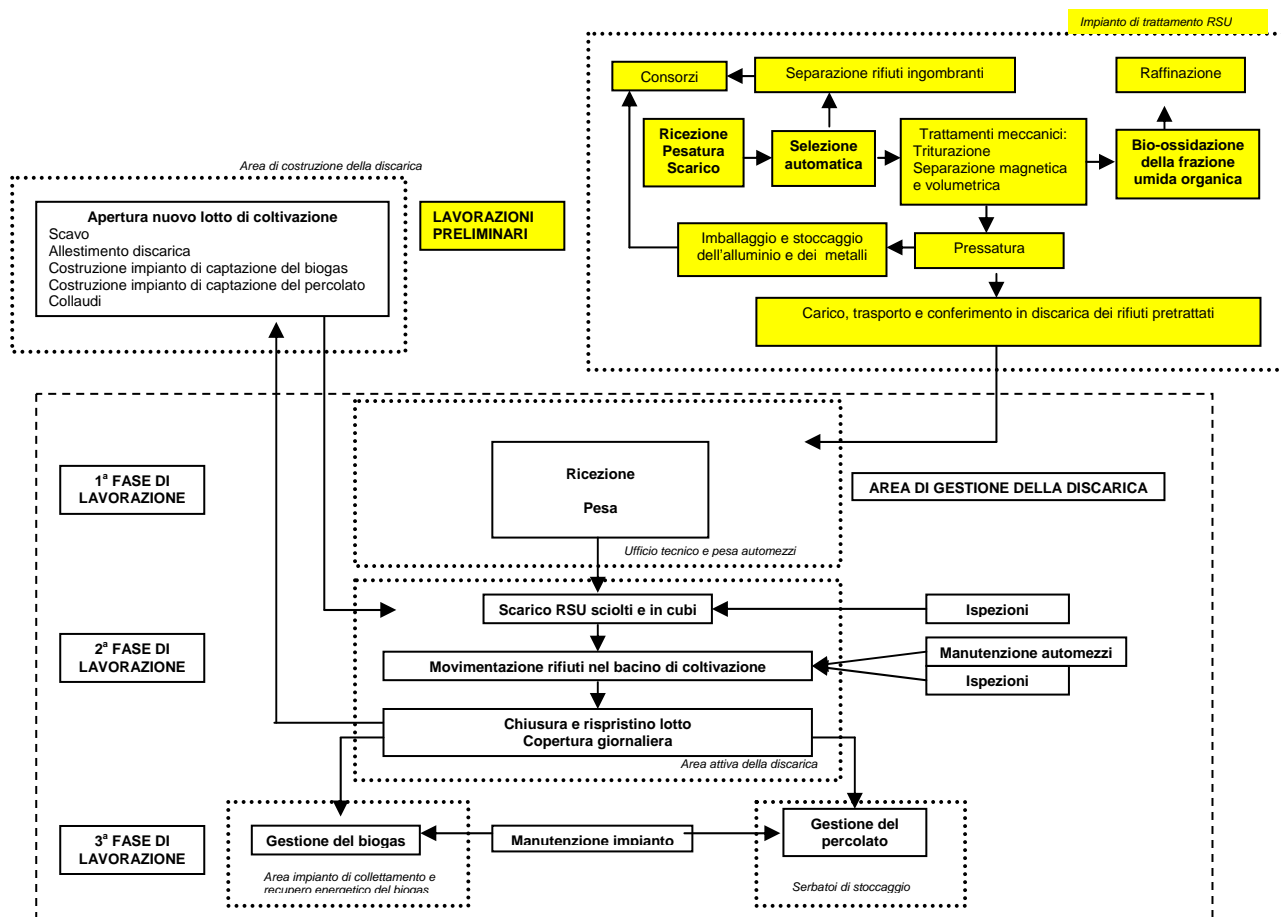 Impianto di trattamento RSU
Consorzi
Separazione rifiuti ingombranti
Raffinazione
Ricezione
Pesatura
Scarico
Selezione
automatica
Trattamenti meccanici:
Triturazione
Separazione magnetica
e volumetrica
Bio-ossidazione
della frazione
umida organica
Area di costruzione della discarica
Apertura nuovo lotto di coltivazione
Scavo
Allestimento discarica
Costruzione impianto di captazione del biogas
Costruzione impianto di captazione del percolato
Collaudi
LAVORAZIONI
PRELIMINARI
Imballaggio e stoccaggio
dell'alluminio e dei metalli
Pressatura
Carico, trasporto e conferimento in discarica dei rifiuti pretrattati
1ª FASE DI
LAVORAZIONE
Ricezione
Pesa
AREA DI GESTIONE DELLA DISCARICA
Ufficio tecnico e pesa automezzi
Scarico RSU sciolti e in cubi
Ispezioni
2ª FASE DI
LAVORAZIONE
Movimentazione rifiuti nel bacino di coltivazione
Manutenzione automezzi
Ispezioni
Chiusura e rispristino lotto
Copertura giornaliera
Area attiva della discarica
3ª FASE DI
LAVORAZIONE
Gestione del biogas
Manutenzione impianto
Gestione del
percolato
Area impianto di collettamento e
recupero energetico del biogas
Serbatoi di stoccaggio